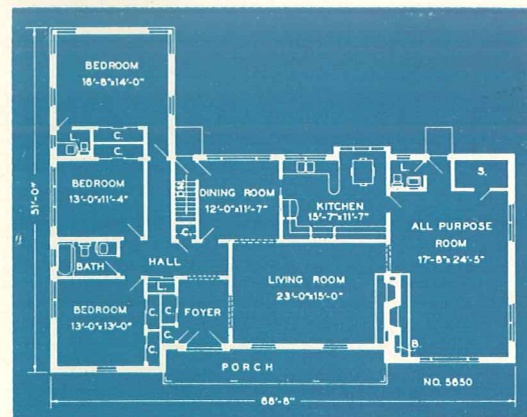 BEDROOM
16'-8"x14'-0"
L.
C.
C.
BEDROOM
13'-0"x11'-4"
51'-0"
DINING ROOM
12'-0"x11'-7"
C.
KITCHEN
15'-7"x11'-7"
L.
S.
ALL PURPOSE
ROOM
17'-8"x24'-5"
BATH
HALL
LIVING ROOM
23'-0"x15'-0"
BEDROOM
13'-0"x13'-0"
L.
C.
C.
C.
C.
FOYER
B.
PORCH
NO. 5650
68'-8"